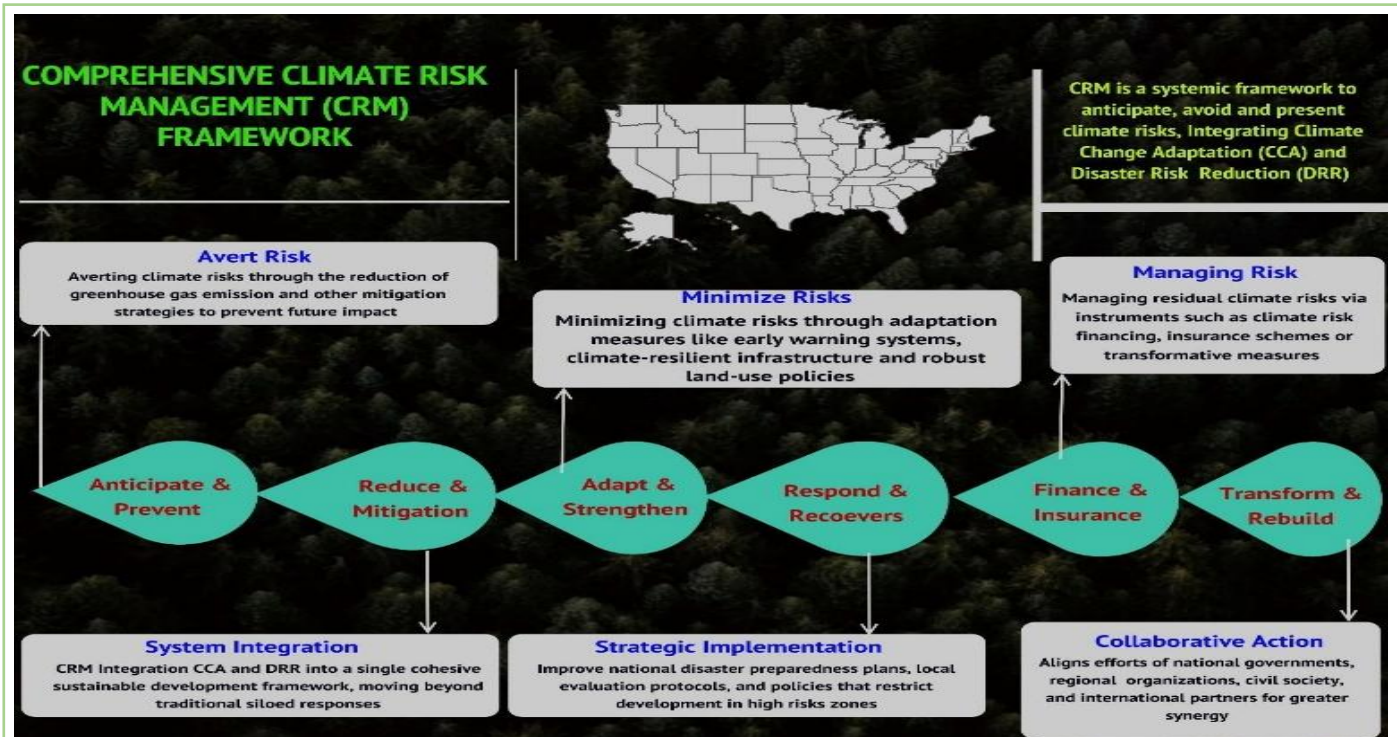 COMPREHENSIVE CLIMATE RISK
MANAGEMENT (CRM)
FRAMEWORK
CRM is a systemic framework to
anticipate, avoid and present
climate risks, Integrating Climate
Change Adaptation (CCA) and
Disaster Risk Reduction (DRR)
Avert Risk
Averting climate risks through the reduction of
greenhouse gas emission and other mitigation
strategies to prevent future impact
Minimize Risks
Minimizing climate risks through adaptation
measures like early warning systems,
climate-resilient infrastructure and robust
land-use policies
Managing Risk
Managing residual climate risks via
instruments such as climate risk
financing, insurance schemes or
transformative measures
Anticipate &
Prevent
Reduce &
Mitigation
Adapt &
Strengthen
Respond &
Recoevers
Finance &
Insurance
Transform &
Rebuild
System Integration
CRM Integration CCA and DRR into a single cohesive
sustainable development framework, moving beyond
traditional siloed responses
Strategic Implementation
Improve national disaster preparedness plans, local
evaluation protocols, and policies that restrict
development in high risks zones
Collaborative Action
Aligns efforts of national governments,
regional organizations, civil society,
and international partners for greater
synergy